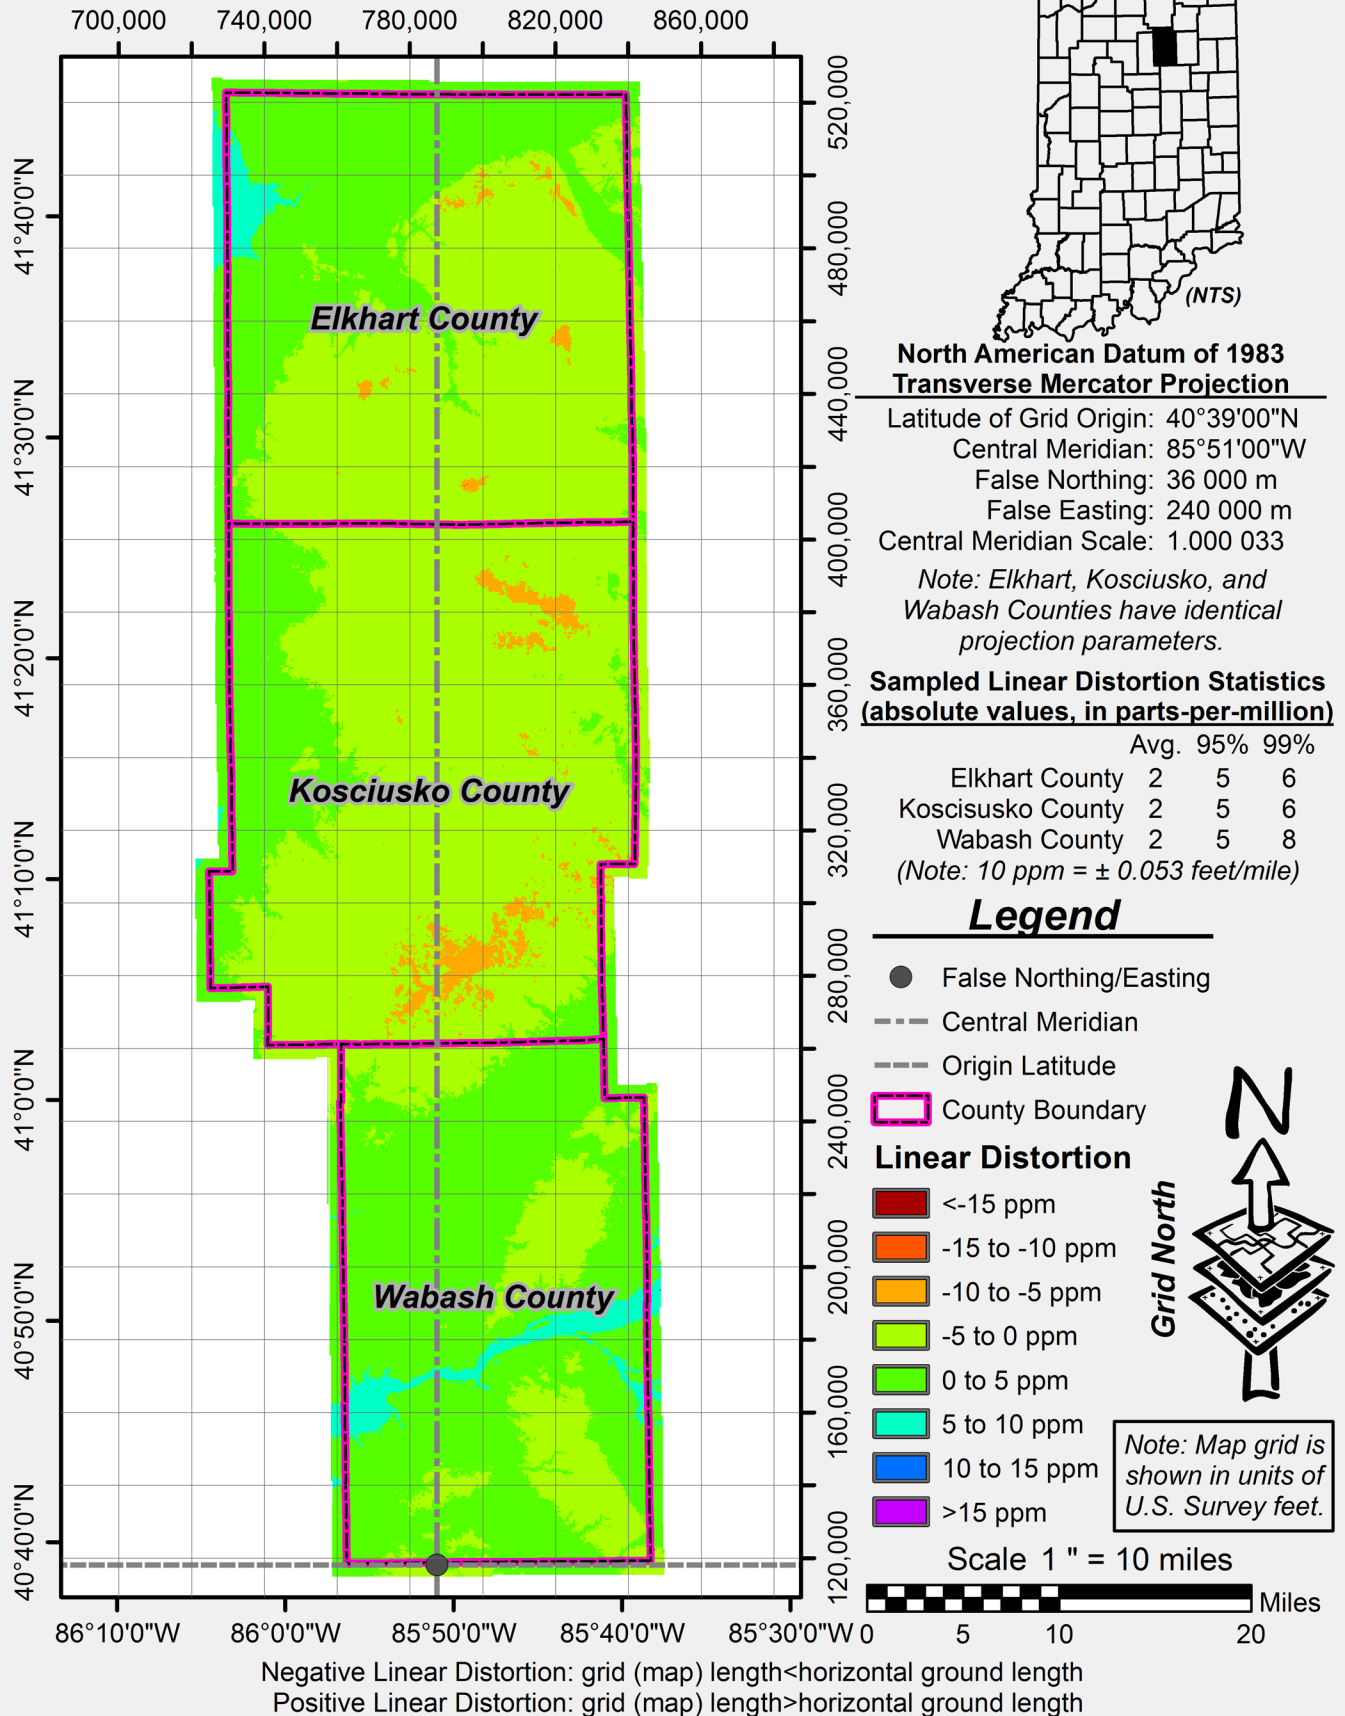 700,000 740,000 780,000 820,000 860,000
520,000
480,000
440,000
400,000
360,000
320,000
280,000
240,000
200,000
160,000
120,000
41°40'0"N
41°30'0"N
41°20'0"N
41°10'0"N
41°0'0"N
40°50'0"N
40°40'0"N
Elkhart County
Kosciusko County
Wabash County
86°10'0"W 86°0'0"W 85°50'0"W 85°40'0"W 85°30'0"W
Negative Linear Distortion: grid (map) length<horizontal ground length
Positive Linear Distortion: grid (map) length>horizontal ground length
(NTS)
North American Datum of 1983
Transverse Mercator Projection
Latitude of Grid Origin: 40°39'00"N
Central Meridian: 85°51'00"W
False Northing: 36 000 m
False Easting: 240 000 m
Central Meridian Scale: 1.000 033
Note: Elkhart, Kosciusko, and
Wabash Counties have identical
projection parameters.
Sampled Linear Distortion Statistics
(absolute values, in parts-per-million)
Avg. 95% 99%
Elkhart County 2 5 6
Koscisusko County 2 5 6
Wabash County 2 5 8
(Note: 10 ppm = ± 0.053 feet/mile)
Legend
False Northing/Easting
Central Meridian
Origin Latitude
County Boundary
Linear Distortion
<-15 ppm
-15 to -10 ppm
-10 to -5 ppm
-5 to 0 ppm
0 to 5 ppm
5 to 10 ppm
10 to 15 ppm
>15 ppm
N
Grid North
Note: Map grid is
shown in units of
U.S. Survey feet.
Scale 1 " = 10 miles
Miles
0 5 10 20